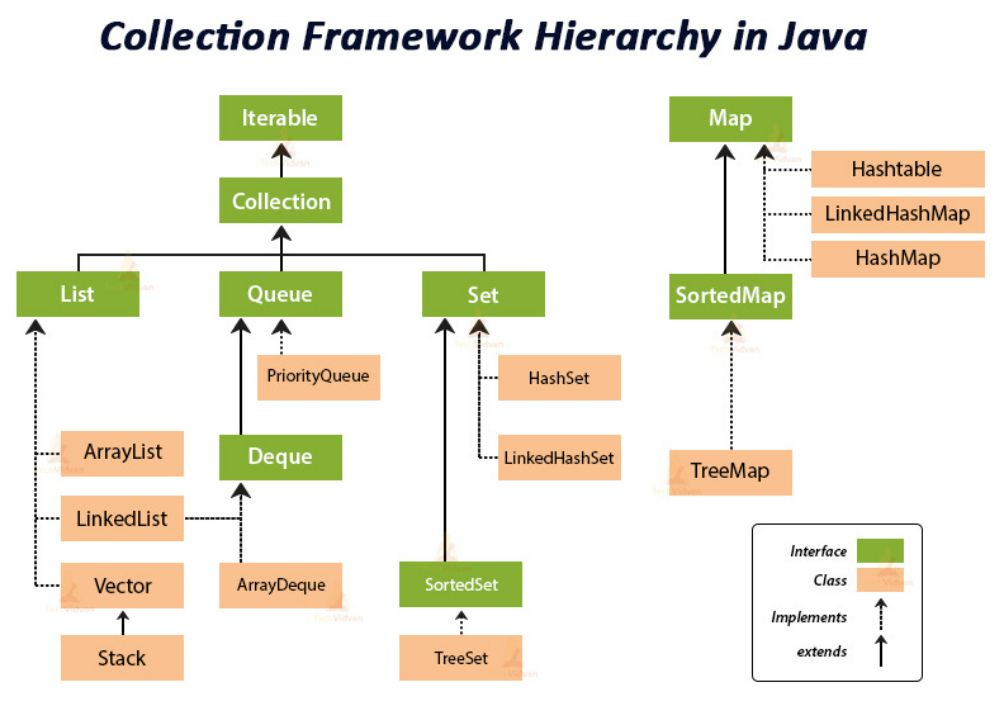 Collection Framework Hierarchy in Java
Iterable
Map
Hashtable
Collection
LinkedHashMap
HashMap
List
Queue
Set
SortedMap
PriorityQueue
HashSet
ArrayList
Deque
LinkedHashSet
TreeMap
LinkedList
Interface
Vector
ArrayDeque
SortedSet
Class
Implements
Stack
TreeSet
extends
TechVidvan